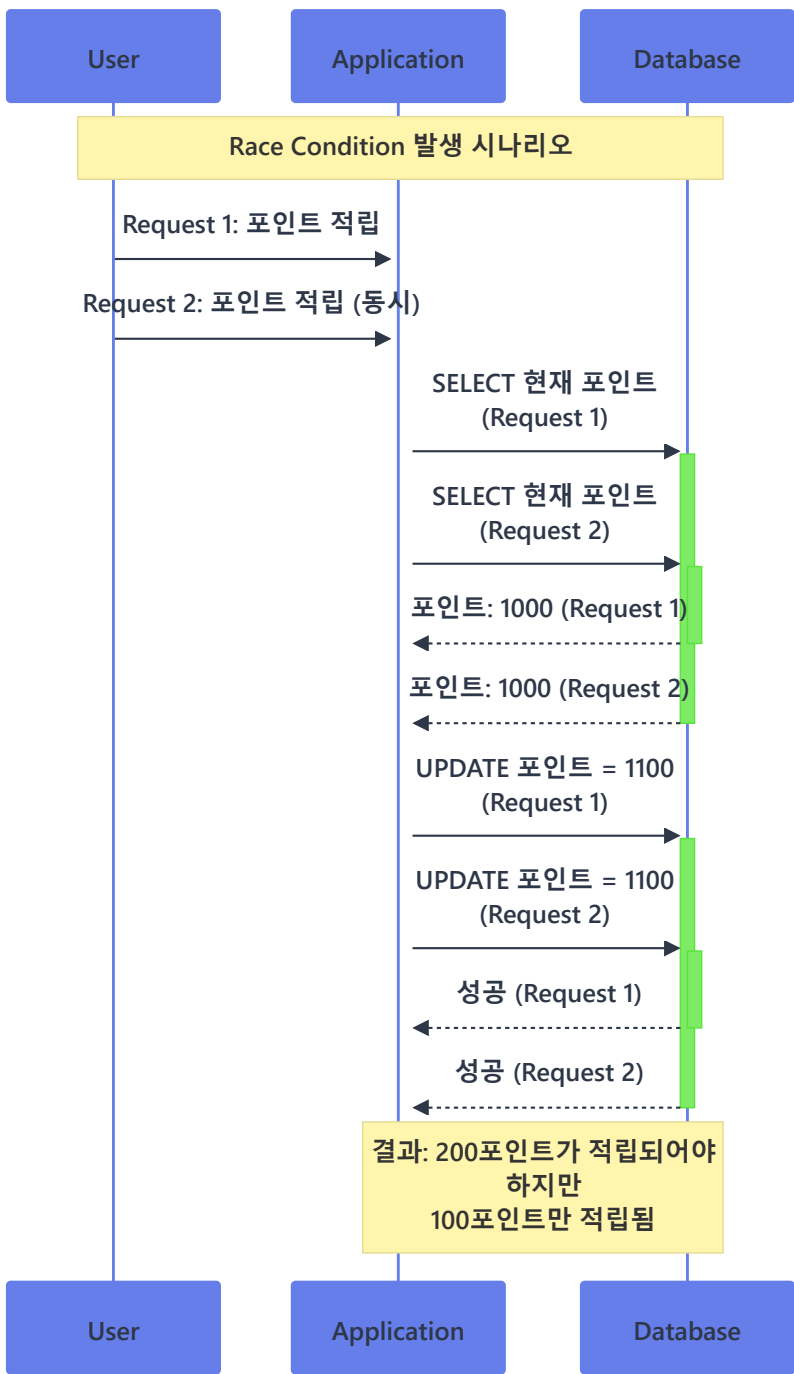 User
Application
Database
Race Condition 발생 시나리오
Request 1: 포인트 적립
Request 2: 포인트 적립 (동시)
SELECT 현재 포인트
(Request 1)
SELECT 현재 포인트
(Request 2)
포인트: 1000 (Request 1)
포인트: 1000 (Request 2)
UPDATE 포인트 = 1100
(Request 1)
UPDATE 포인트 = 1100
(Request 2)
성공 (Request 1)
성공 (Request 2)
결과: 200포인트가 적립되어야
하지만
100포인트만 적립됨
User
Application
Database